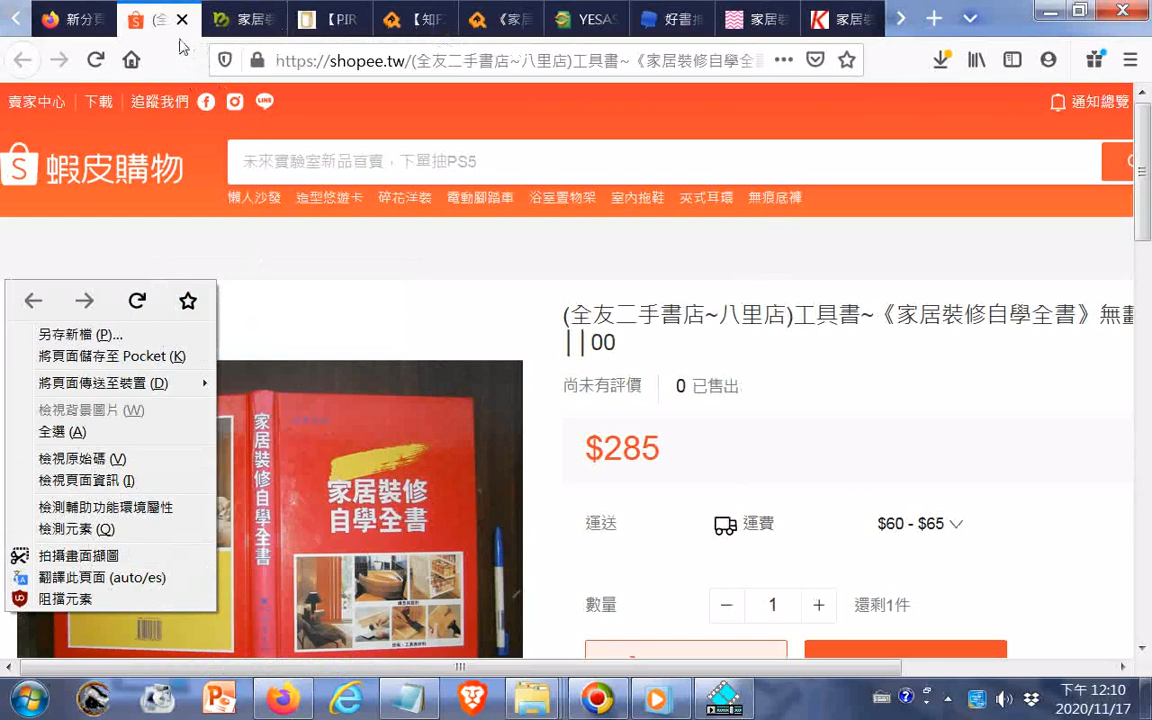 新分頁
(全
家居裝
【PIR
【知F
《家居
YESAS
好書推
家居裝
家居裝
https://shopee.tw/(全友二手書店~八里店)工具書~《家居裝修自學全
賣家中心 下載 追蹤我們
通知總覽
蝦皮購物
未來實驗室新品首賣，下單抽PS5
懶人沙發 造型悠遊卡 碎花洋裝 電動腳踏車 浴室置物架 室內拖鞋 夾式耳環 無痕底褲
另存新檔 (P)...
將頁面儲存至 Pocket (K)
將頁面傳送至裝置 (D)
檢視背景圖片 (W)
全選 (A)
檢視原始碼 (V)
檢視頁面資訊 (I)
檢測輔助功能環境屬性
檢測元素 (Q)
拍攝畫面擷圖
翻譯此頁面 (auto/es)
阻擋元素
家居裝修自學全書
家居裝修
自學全書
(全友二手書店~八里店)工具書~《家居裝修自學全書》無
||00
尚未有評價 0 已售出
$285
運送 運費 $60 - $65
數量 1 還剩1件
下午 12:10
2020/11/17